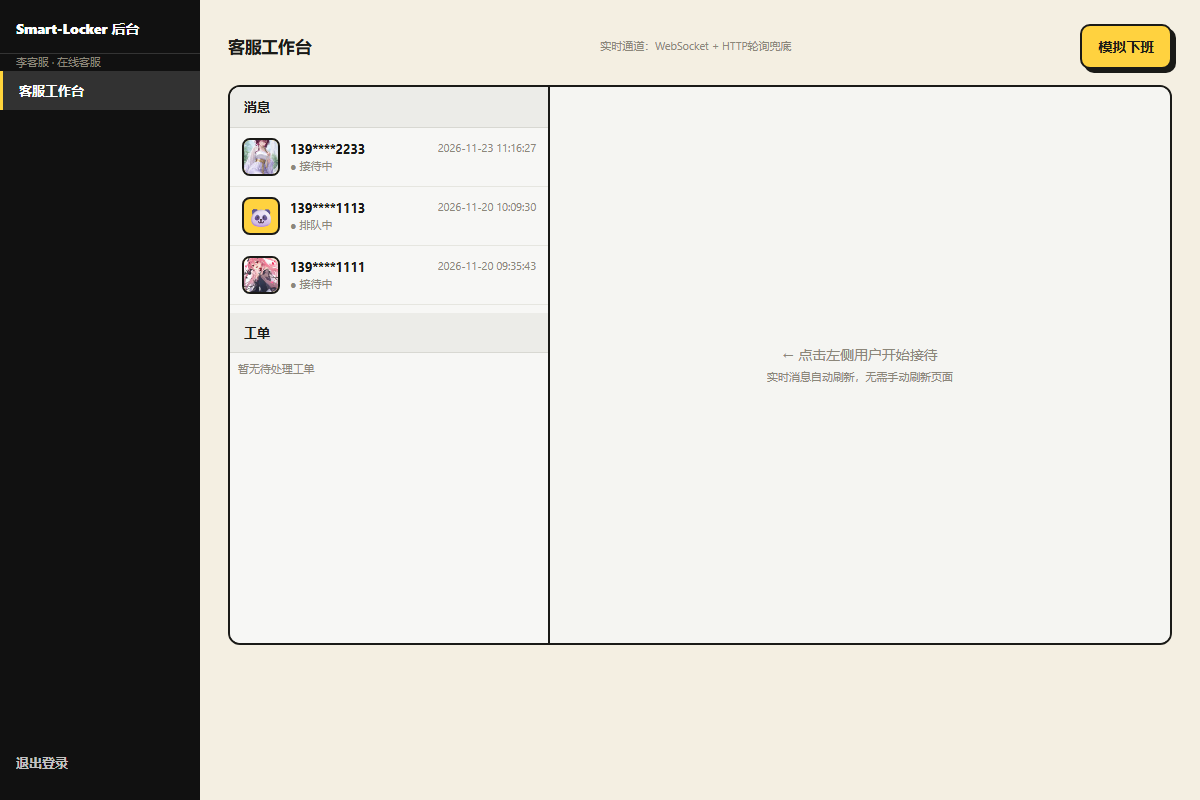 Smart-Locker 后台
李客服 · 在线客服
客服工作台
退出登录
客服工作台
实时通道：WebSocket + HTTP轮询兜底
模拟下班
消息
139****2233
2026-11-23 11:16:27
● 接待中
139****1113
2026-11-20 10:09:30
● 排队中
139****1111
2026-11-20 09:35:43
● 接待中
工单
暂无待处理工单
← 点击左侧用户开始接待
实时消息自动刷新，无需手动刷新页面